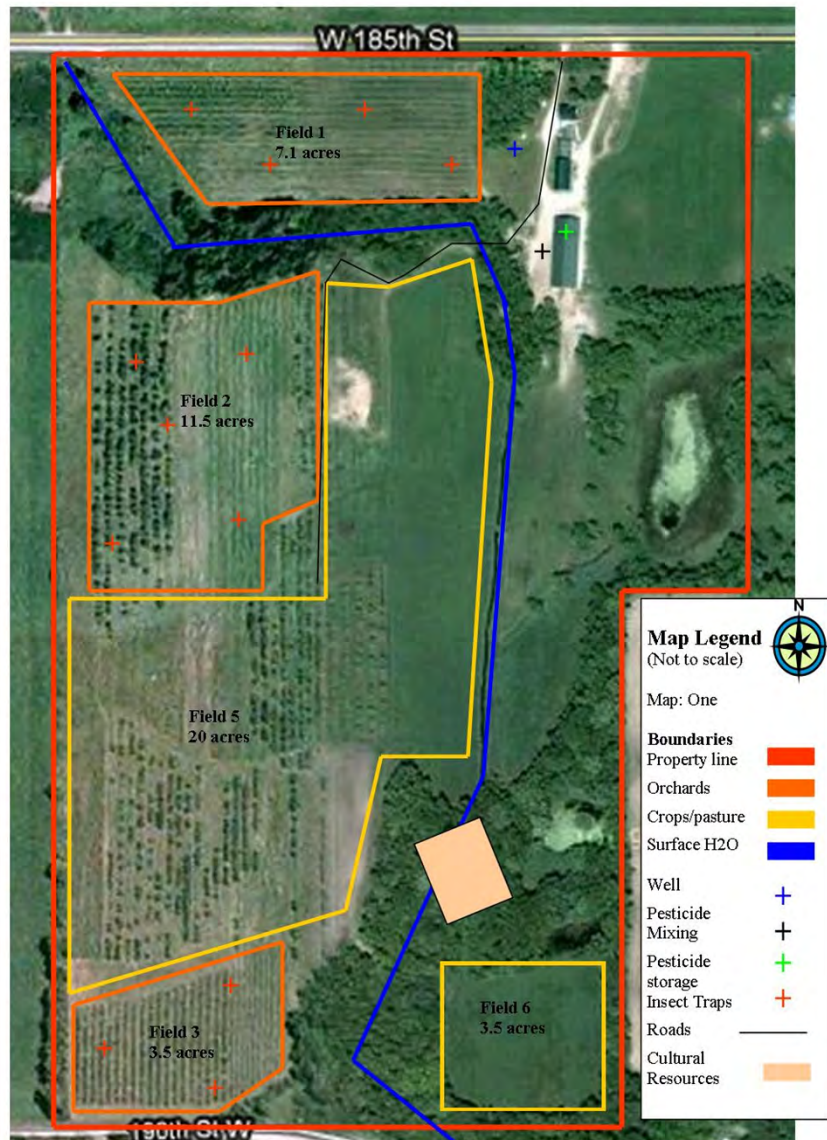 W 185th St
Field 1
7.1 acres
Field 2
11.5 acres
Field 5
20 acres
Field 3
3.5 acres
Field 6
3.5 acres
N
Map Legend
(Not to scale)
Map: One
Boundaries
Property line
Orchards
Crops/pasture
Surface H2O
Well
Pesticide
Mixing
Pesticide
storage
Insect Traps
Roads
Cultural
Resources